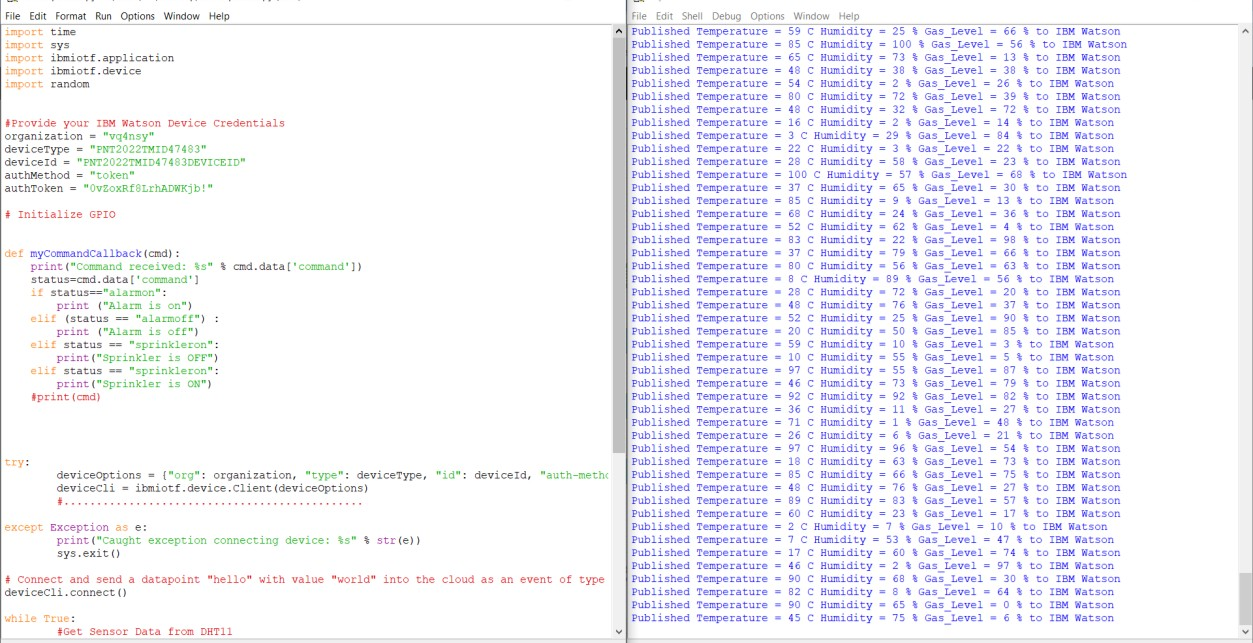 File Edit Format Run Options Window Help
import time
import sys
import ibmiotf.application
import ibmiotf.device
import random
#Provide your IBM Watson Device Credentials
organization = "vq4nsy"
deviceType = "PNT2022TMID47483"
deviceId = "PNT2022TMID47483DEVICEID"
authMethod = "token"
authToken = "0vZoxRf8LrhADWKjb!"
# Initialize GPIO
def myCommandCallback(cmd):
    print("Command received: %s" % cmd.data['command'])
    status=cmd.data['command']
    if status=="alarmon":
        print ("Alarm is on")
    elif (status == "alarmoff") :
        print ("Alarm is off")
    elif status == "sprinkleron":
        print("Sprinkler is OFF")
    elif status == "sprinkleron":
        print("Sprinkler is ON")
    #print(cmd)
try:
        deviceOptions = {"org": organization, "type": deviceType, "id": deviceId, "auth-metho
        deviceCli = ibmiotf.device.Client(deviceOptions)
        #..............................................
except Exception as e:
        print("Caught exception connecting device: %s" % str(e))
        sys.exit()
# Connect and send a datapoint "hello" with value "world" into the cloud as an event of type
deviceCli.connect()
while True:
        #Get Sensor Data from DHT11
File Edit Shell Debug Options Window Help
Published Temperature = 59 C Humidity = 25 % Gas_Level = 66 % to IBM Watson
Published Temperature = 85 C Humidity = 100 % Gas_Level = 56 % to IBM Watson
Published Temperature = 65 C Humidity = 73 % Gas_Level = 13 % to IBM Watson
Published Temperature = 48 C Humidity = 38 % Gas_Level = 38 % to IBM Watson
Published Temperature = 54 C Humidity = 2 % Gas_Level = 26 % to IBM Watson
Published Temperature = 80 C Humidity = 72 % Gas_Level = 39 % to IBM Watson
Published Temperature = 48 C Humidity = 32 % Gas_Level = 72 % to IBM Watson
Published Temperature = 16 C Humidity = 2 % Gas_Level = 14 % to IBM Watson
Published Temperature = 3 C Humidity = 29 % Gas_Level = 84 % to IBM Watson
Published Temperature = 22 C Humidity = 3 % Gas_Level = 22 % to IBM Watson
Published Temperature = 28 C Humidity = 58 % Gas_Level = 23 % to IBM Watson
Published Temperature = 100 C Humidity = 57 % Gas_Level = 68 % to IBM Watson
Published Temperature = 37 C Humidity = 65 % Gas_Level = 30 % to IBM Watson
Published Temperature = 85 C Humidity = 9 % Gas_Level = 13 % to IBM Watson
Published Temperature = 68 C Humidity = 24 % Gas_Level = 36 % to IBM Watson
Published Temperature = 52 C Humidity = 62 % Gas_Level = 4 % to IBM Watson
Published Temperature = 83 C Humidity = 22 % Gas_Level = 98 % to IBM Watson
Published Temperature = 37 C Humidity = 79 % Gas_Level = 66 % to IBM Watson
Published Temperature = 80 C Humidity = 56 % Gas_Level = 63 % to IBM Watson
Published Temperature = 8 C Humidity = 89 % Gas_Level = 56 % to IBM Watson
Published Temperature = 28 C Humidity = 72 % Gas_Level = 20 % to IBM Watson
Published Temperature = 48 C Humidity = 76 % Gas_Level = 37 % to IBM Watson
Published Temperature = 52 C Humidity = 25 % Gas_Level = 90 % to IBM Watson
Published Temperature = 20 C Humidity = 50 % Gas_Level = 85 % to IBM Watson
Published Temperature = 59 C Humidity = 10 % Gas_Level = 3 % to IBM Watson
Published Temperature = 10 C Humidity = 55 % Gas_Level = 5 % to IBM Watson
Published Temperature = 97 C Humidity = 55 % Gas_Level = 87 % to IBM Watson
Published Temperature = 46 C Humidity = 73 % Gas_Level = 79 % to IBM Watson
Published Temperature = 92 C Humidity = 92 % Gas_Level = 82 % to IBM Watson
Published Temperature = 36 C Humidity = 11 % Gas_Level = 27 % to IBM Watson
Published Temperature = 71 C Humidity = 1 % Gas_Level = 48 % to IBM Watson
Published Temperature = 26 C Humidity = 6 % Gas_Level = 21 % to IBM Watson
Published Temperature = 97 C Humidity = 96 % Gas_Level = 54 % to IBM Watson
Published Temperature = 18 C Humidity = 63 % Gas_Level = 73 % to IBM Watson
Published Temperature = 85 C Humidity = 66 % Gas_Level = 75 % to IBM Watson
Published Temperature = 48 C Humidity = 76 % Gas_Level = 27 % to IBM Watson
Published Temperature = 89 C Humidity = 83 % Gas_Level = 57 % to IBM Watson
Published Temperature = 60 C Humidity = 23 % Gas_Level = 17 % to IBM Watson
Published Temperature = 2 C Humidity = 7 % Gas_Level = 10 % to IBM Watson
Published Temperature = 7 C Humidity = 53 % Gas_Level = 47 % to IBM Watson
Published Temperature = 17 C Humidity = 60 % Gas_Level = 74 % to IBM Watson
Published Temperature = 46 C Humidity = 2 % Gas_Level = 97 % to IBM Watson
Published Temperature = 90 C Humidity = 68 % Gas_Level = 30 % to IBM Watson
Published Temperature = 82 C Humidity = 8 % Gas_Level = 64 % to IBM Watson
Published Temperature = 90 C Humidity = 65 % Gas_Level = 0 % to IBM Watson
Published Temperature = 45 C Humidity = 75 % Gas_Level = 6 % to IBM Watson